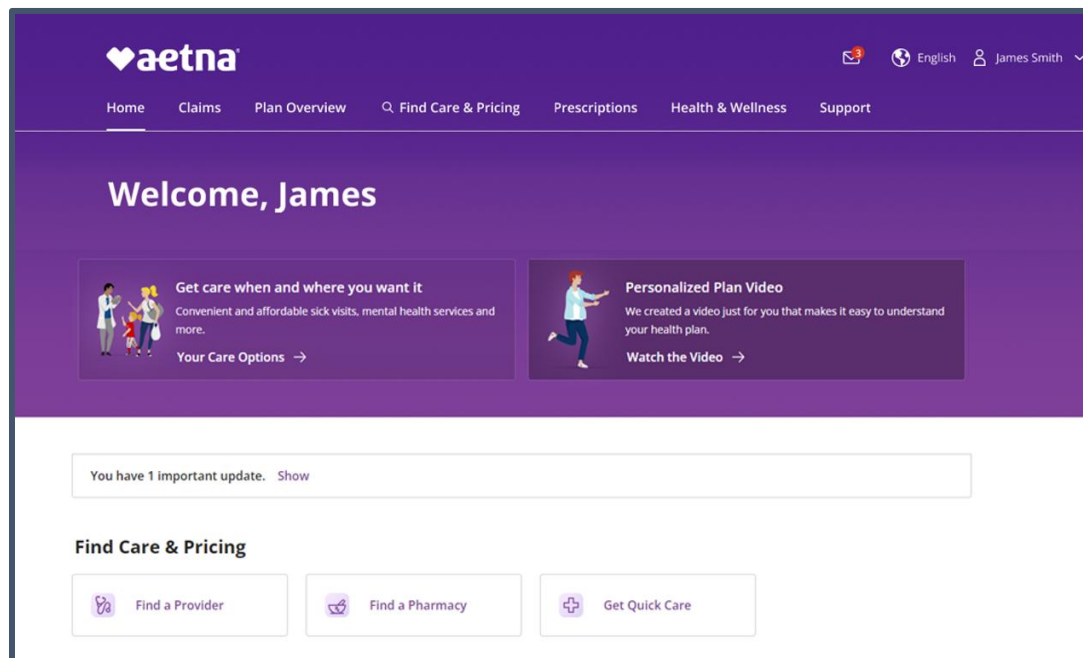 aetna
3
English
James Smith
Home
Claims
Plan Overview
Find Care & Pricing
Prescriptions
Health & Wellness
Support
Welcome, James
Get care when and where you want it
Convenient and affordable sick visits, mental health services and
more.
Your Care Options →
Personalized Plan Video
We created a video just for you that makes it easy to understand
your health plan.
Watch the Video →
You have 1 important update. Show
Find Care & Pricing
Find a Provider
Find a Pharmacy
Get Quick Care